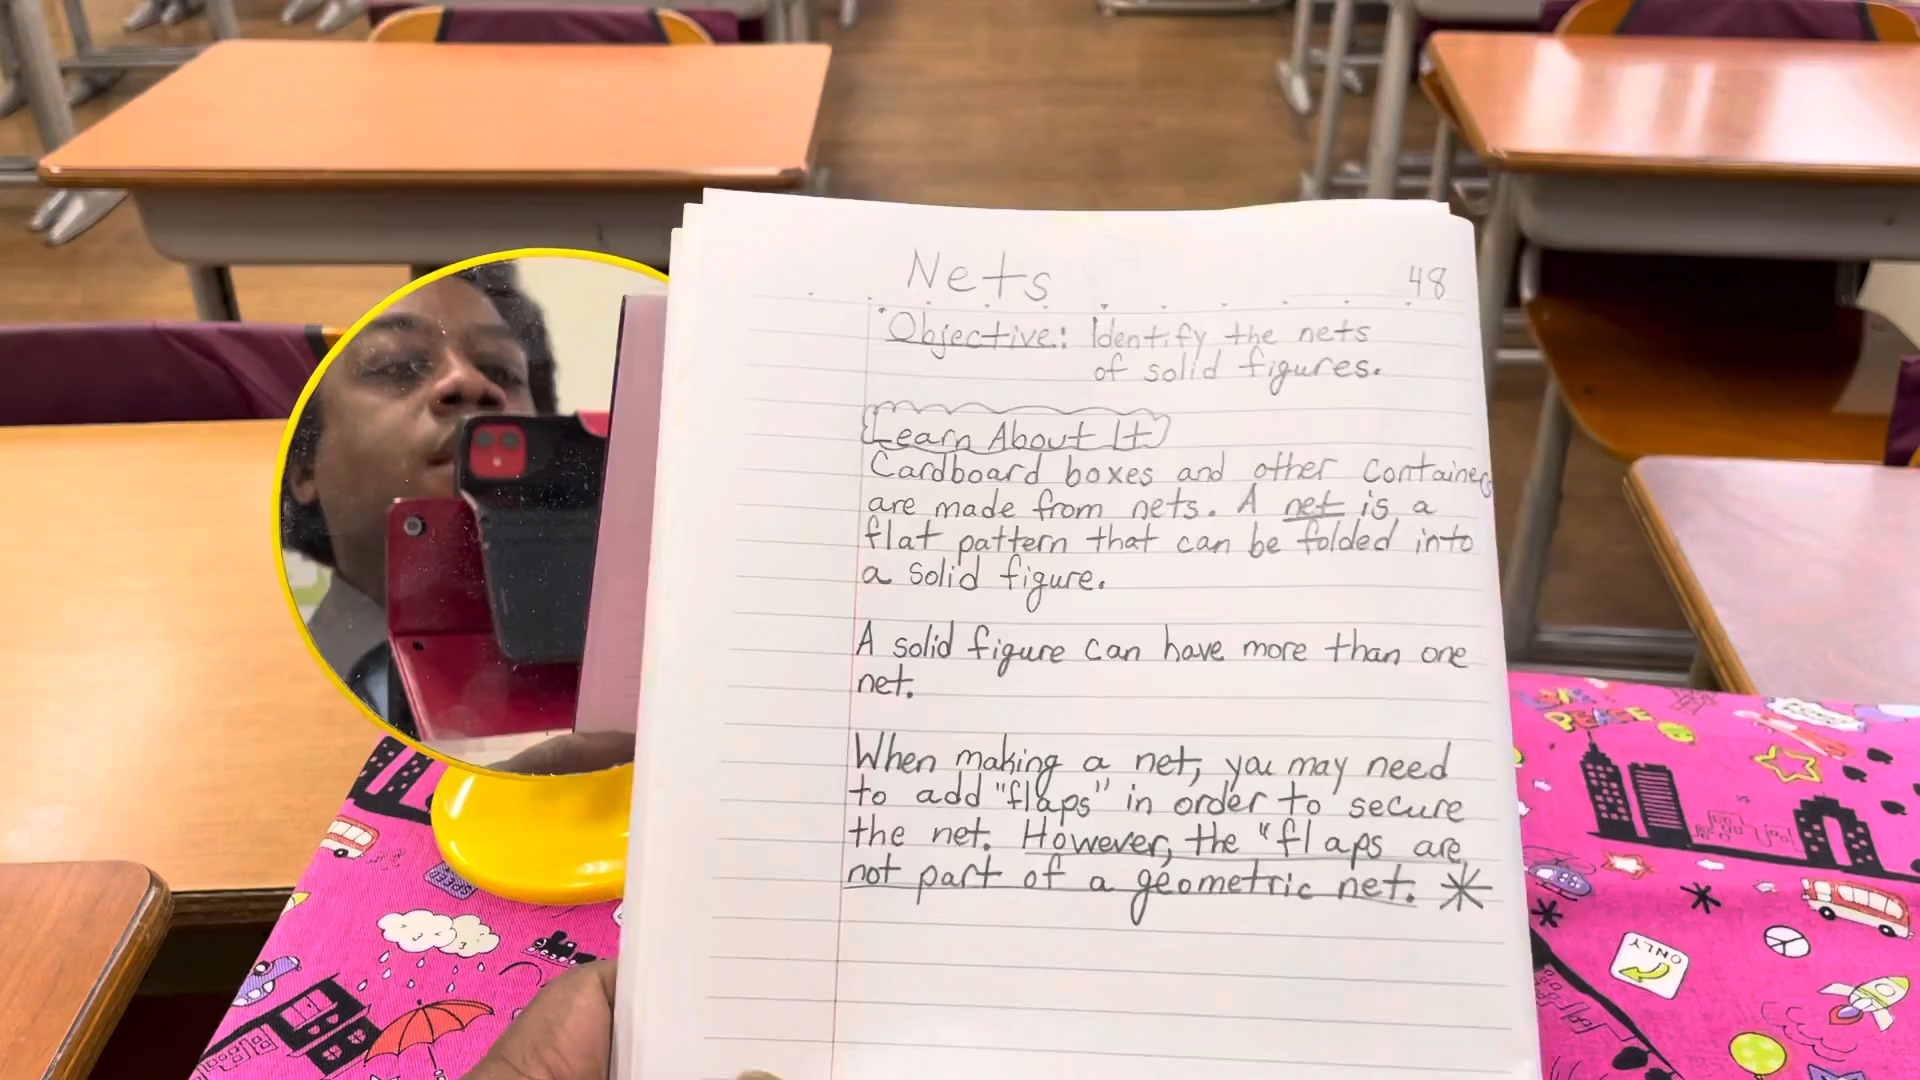 Nets
48
Objective: Identify the nets
of solid figures.
Learn About It
Cardboard boxes and other containers
are made from nets. A net is a
flat pattern that can be folded into
a solid figure.
A solid figure can have more than one
net.
When making a net, you may need
to add "flaps" in order to secure
the net. However, the "flaps are
not part of a geometric net. *
PEACE
ONLY